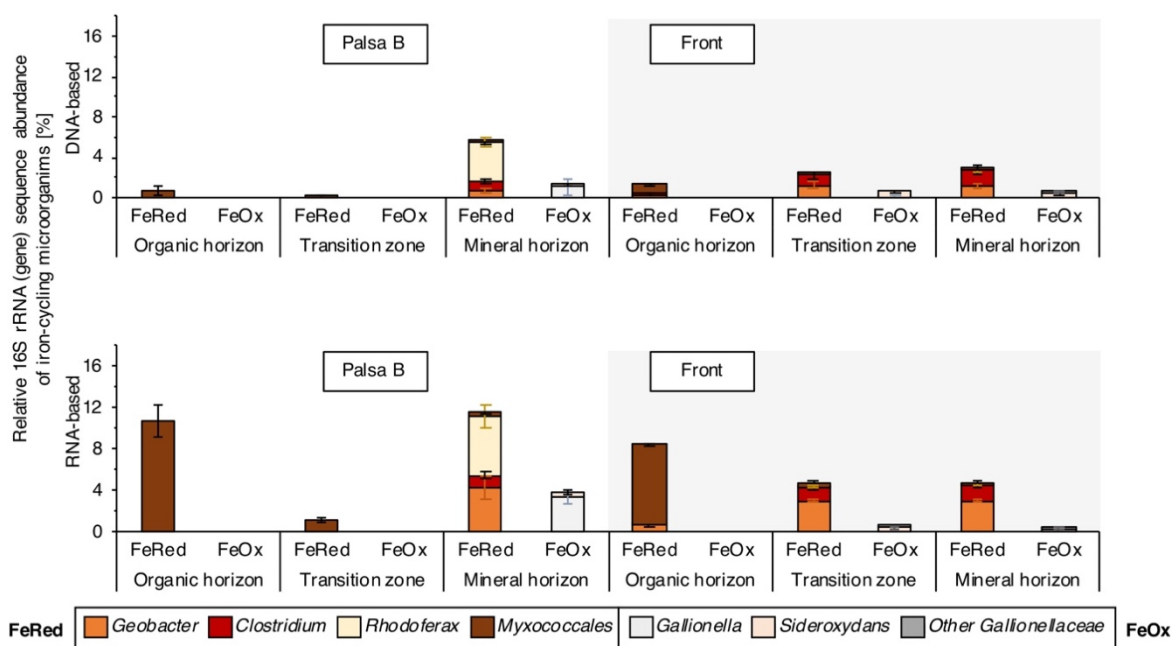 Relative 16S rRNA (gene) sequence abundance
of iron-cycling microorganims [%]
DNA-based
16
12
8
4
0
Palsa B
Front
FeRed FeOx FeRed FeOx FeRed FeOx FeRed FeOx FeRed FeOx FeRed FeOx
Organic horizon Transition zone Mineral horizon Organic horizon Transition zone Mineral horizon
RNA-based
16
12
8
4
0
Palsa B
Front
FeRed FeOx FeRed FeOx FeRed FeOx FeRed FeOx FeRed FeOx FeRed FeOx
Organic horizon Transition zone Mineral horizon Organic horizon Transition zone Mineral horizon
FeRed Geobacter Clostridium Rhodoferax Myxococcales Gallionella Sideroxydans Other Gallionellaceae FeOx